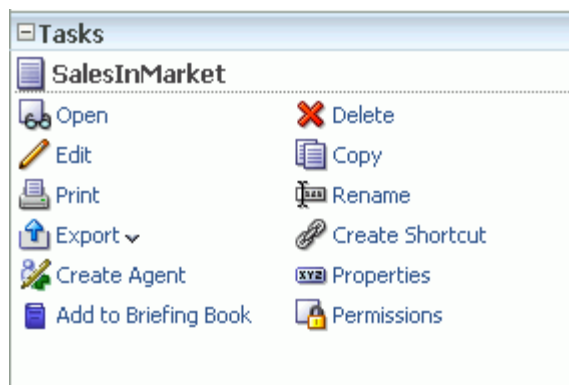 Tasks
SalesInMarket
Open
Delete
Edit
Copy
Print
Rename
Export
Create Shortcut
Create Agent
XYZ Properties
Add to Briefing Book
Permissions